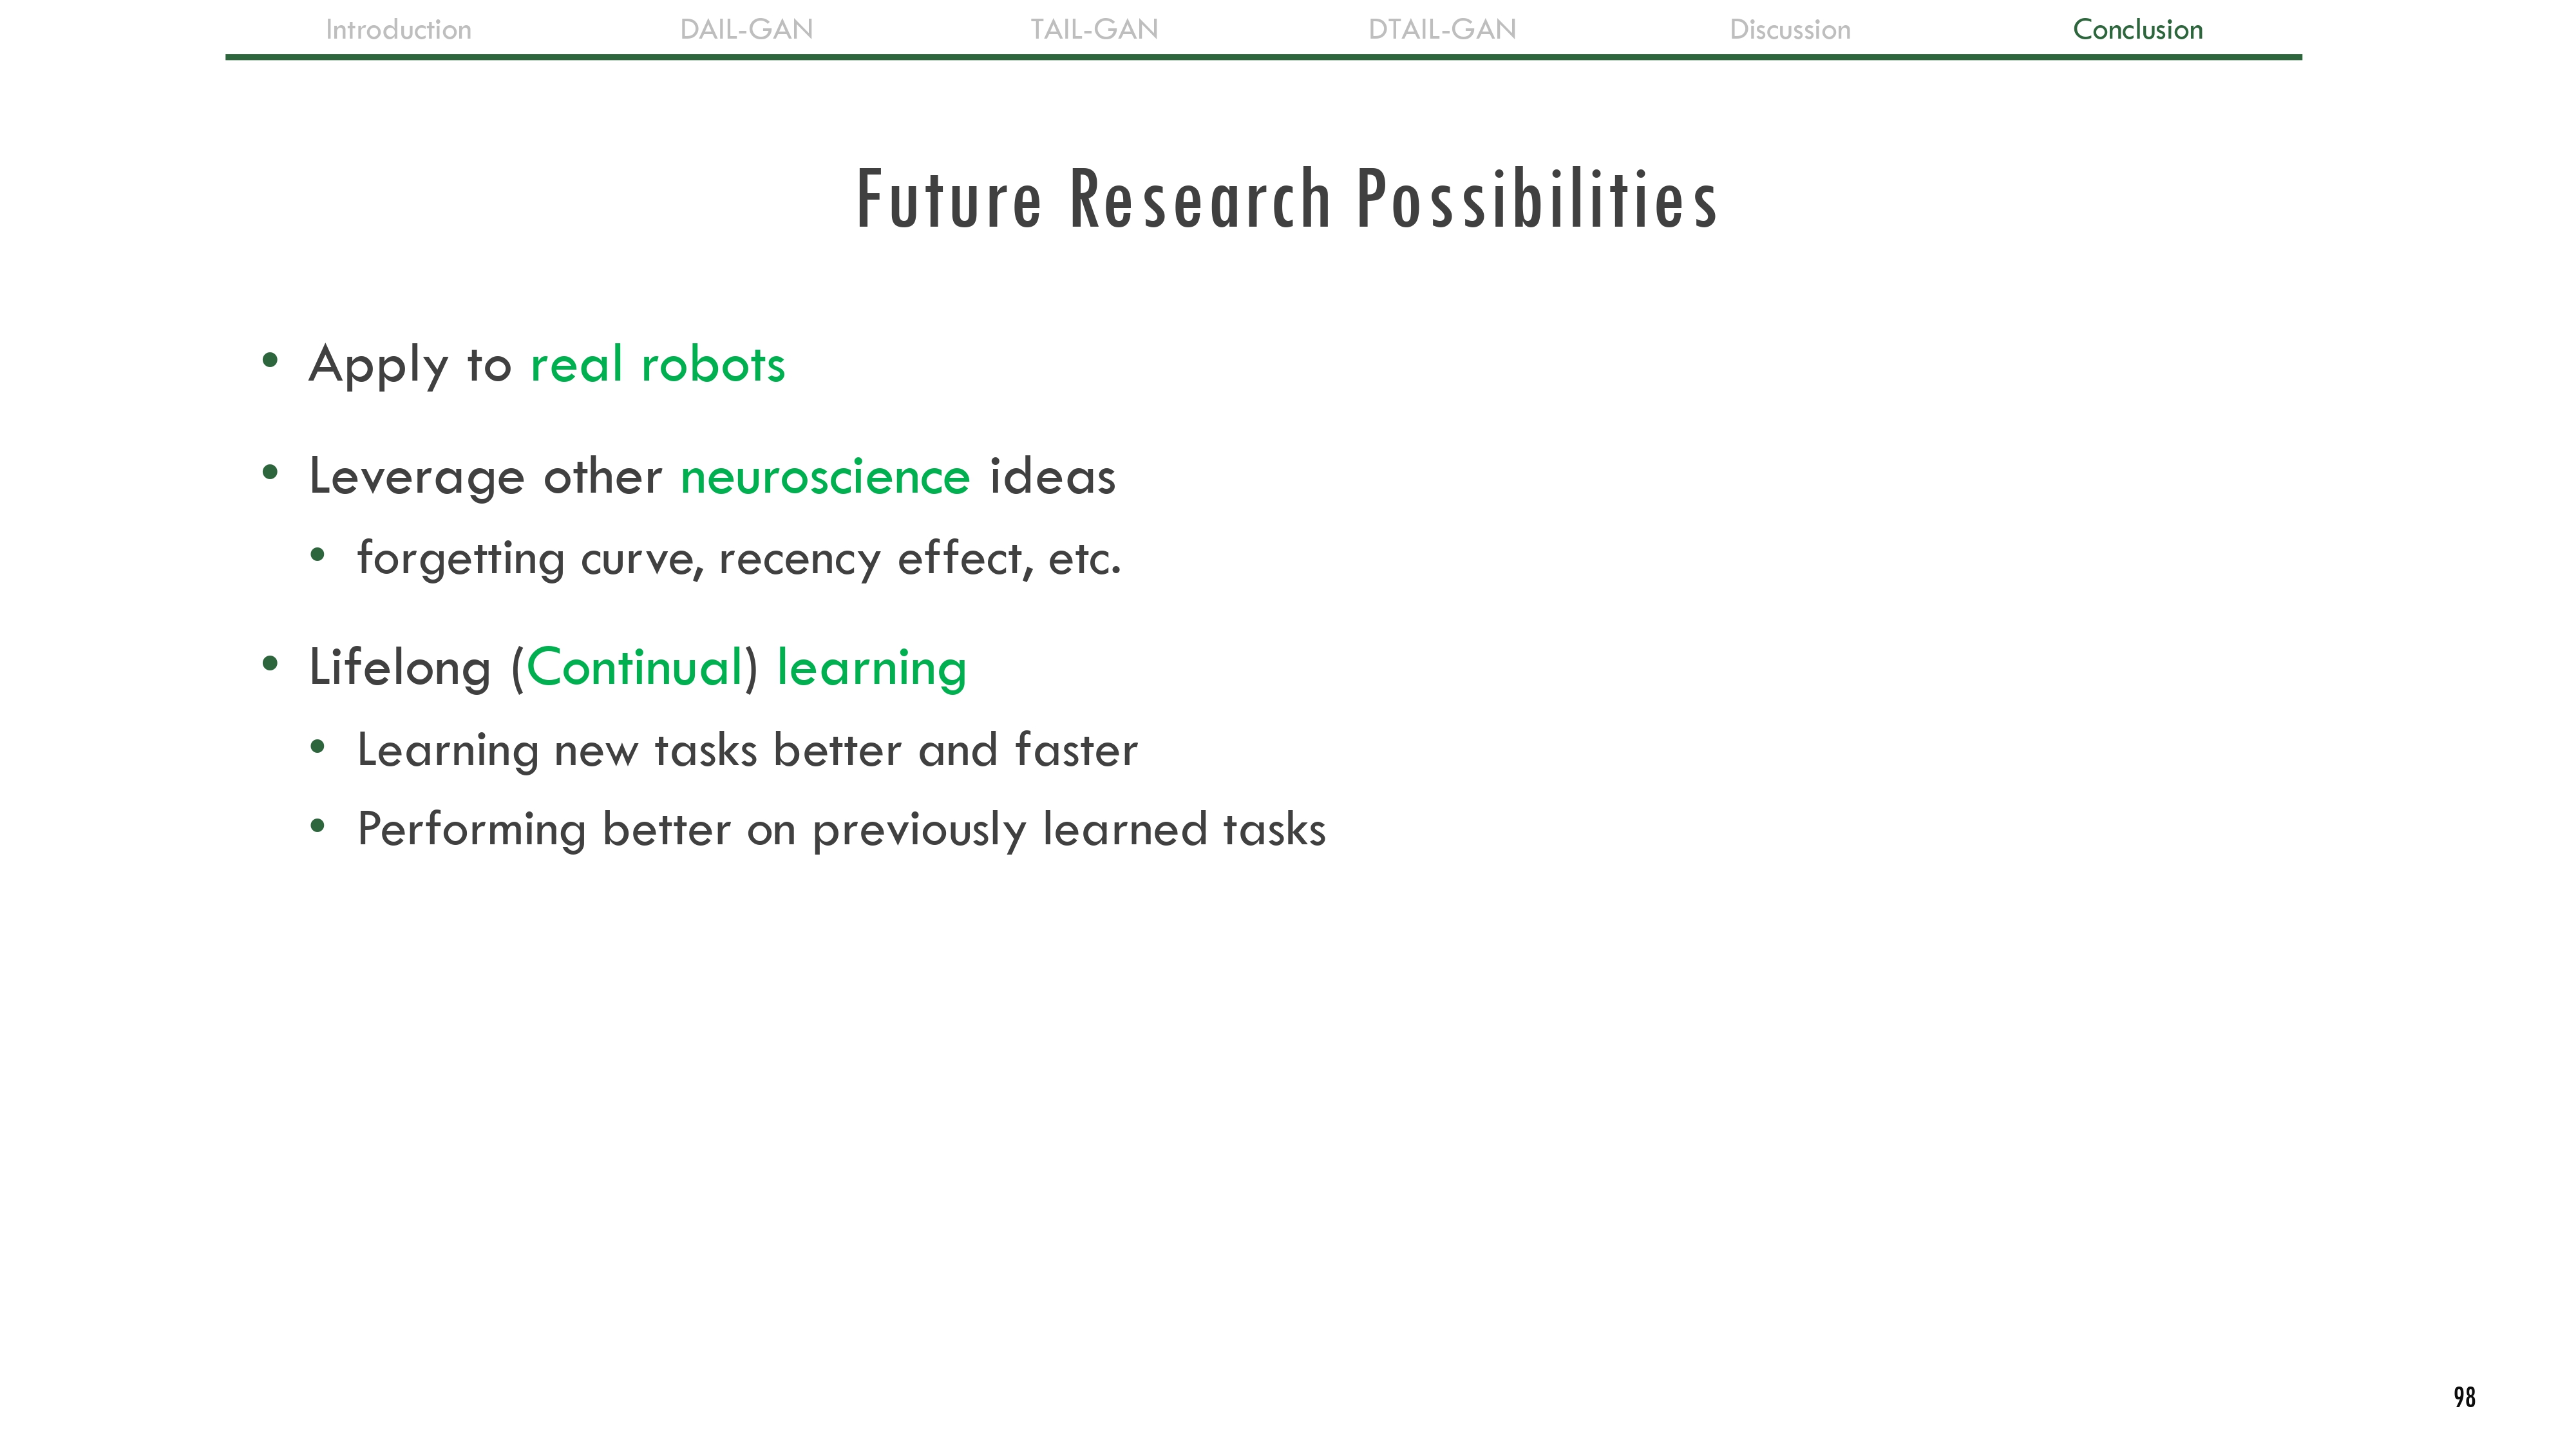 Introduction DAIL-GAN TAIL-GAN DTAIL-GAN Discussion Conclusion
Future Research Possibilities
• Apply to real robots
• Leverage other neuroscience ideas
• forgetting curve, recency effect, etc.
• Lifelong (Continual) learning
• Learning new tasks better and faster
• Performing better on previously learned tasks
98